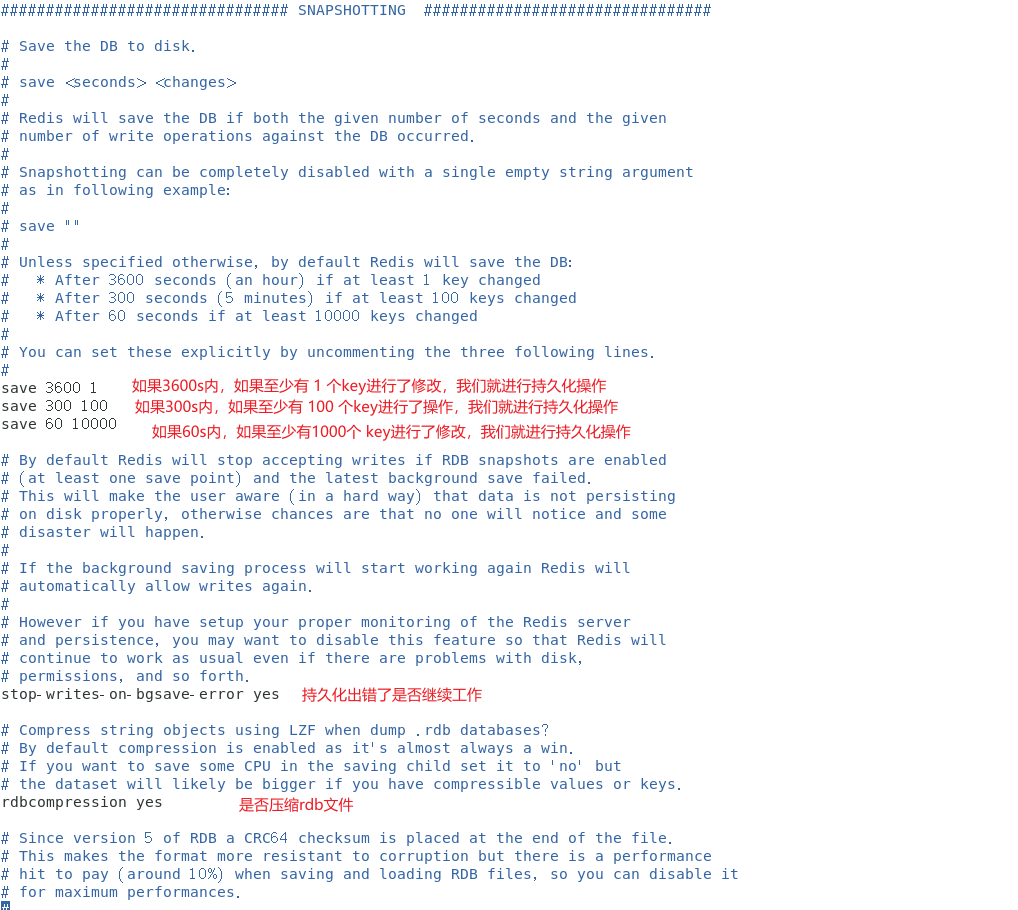 ################################ SNAPSHOTTING  ################################
# Save the DB to disk.
#
# save <seconds> <changes>
#
# Redis will save the DB if both the given number of seconds and the given
# number of write operations against the DB occurred.
#
# Snapshotting can be completely disabled with a single empty string argument
# as in following example:
#
# save ""
#
# Unless specified otherwise, by default Redis will save the DB:
#   * After 3600 seconds (an hour) if at least 1 key changed
#   * After 300 seconds (5 minutes) if at least 100 keys changed
#   * After 60 seconds if at least 10000 keys changed
#
# You can set these explicitly by uncommenting the three following lines.
#
save 3600 1 如果3600s内，如果至少有 1 个key进行了修改，我们就进行持久化操作
save 300 100 如果300s内，如果至少有 100 个key进行了操作，我们就进行持久化操作
save 60 10000 如果60s内，如果至少有1000个 key进行了修改，我们就进行持久化操作
# By default Redis will stop accepting writes if RDB snapshots are enabled
# (at least one save point) and the latest background save failed.
# This will make the user aware (in a hard way) that data is not persisting
# on disk properly, otherwise chances are that no one will notice and some
# disaster will happen.
#
# If the background saving process will start working again Redis will
# automatically allow writes again.
#
# However if you have setup your proper monitoring of the Redis server
# and persistence, you may want to disable this feature so that Redis will
# continue to work as usual even if there are problems with disk,
# permissions, and so forth.
stop-writes-on-bgsave-error yes 持久化出错了是否继续工作
# Compress string objects using LZF when dump .rdb databases?
# By default compression is enabled as it's almost always a win.
# If you want to save some CPU in the saving child set it to 'no' but
# the dataset will likely be bigger if you have compressible values or keys.
rdbcompression yes 是否压缩rdb文件
# Since version 5 of RDB a CRC64 checksum is placed at the end of the file.
# This makes the format more resistant to corruption but there is a performance
# hit to pay (around 10%) when saving and loading RDB files, so you can disable it
# for maximum performances.
#